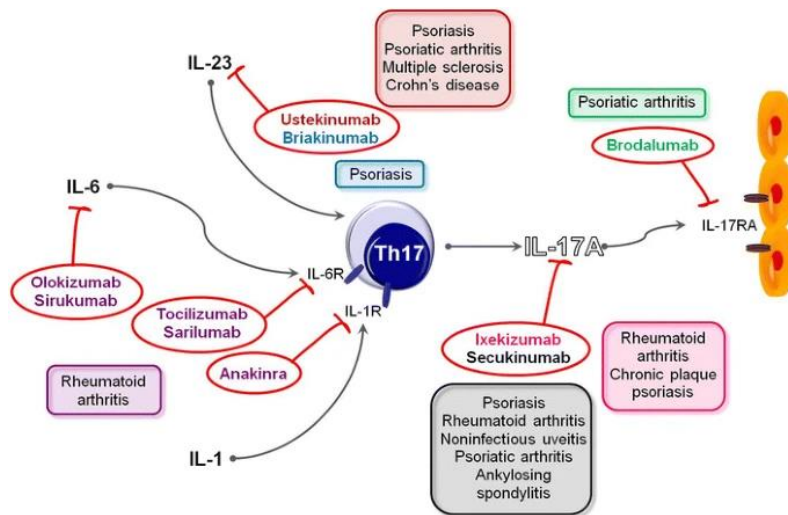 IL-23
Psoriasis
Psoriatic arthritis
Multiple sclerosis
Crohn's disease
Ustekinumab
Briakinumab
Psoriatic arthritis
Brodalumab
Psoriasis
IL-6
IL-17RA
Th17
IL-17A
IL-6R
Olokizumab
Sirukumab
Tocilizumab
Sarilumab
IL-1R
Anakinra
Ixekizumab
Secukinumab
Rheumatoid
arthritis
Chronic plaque
psoriasis
Rheumatoid
arthritis
Psoriasis
Rheumatoid arthritis
Noninfectious uveitis
Psoriatic arthritis
Ankylosing
spondylitis
IL-1